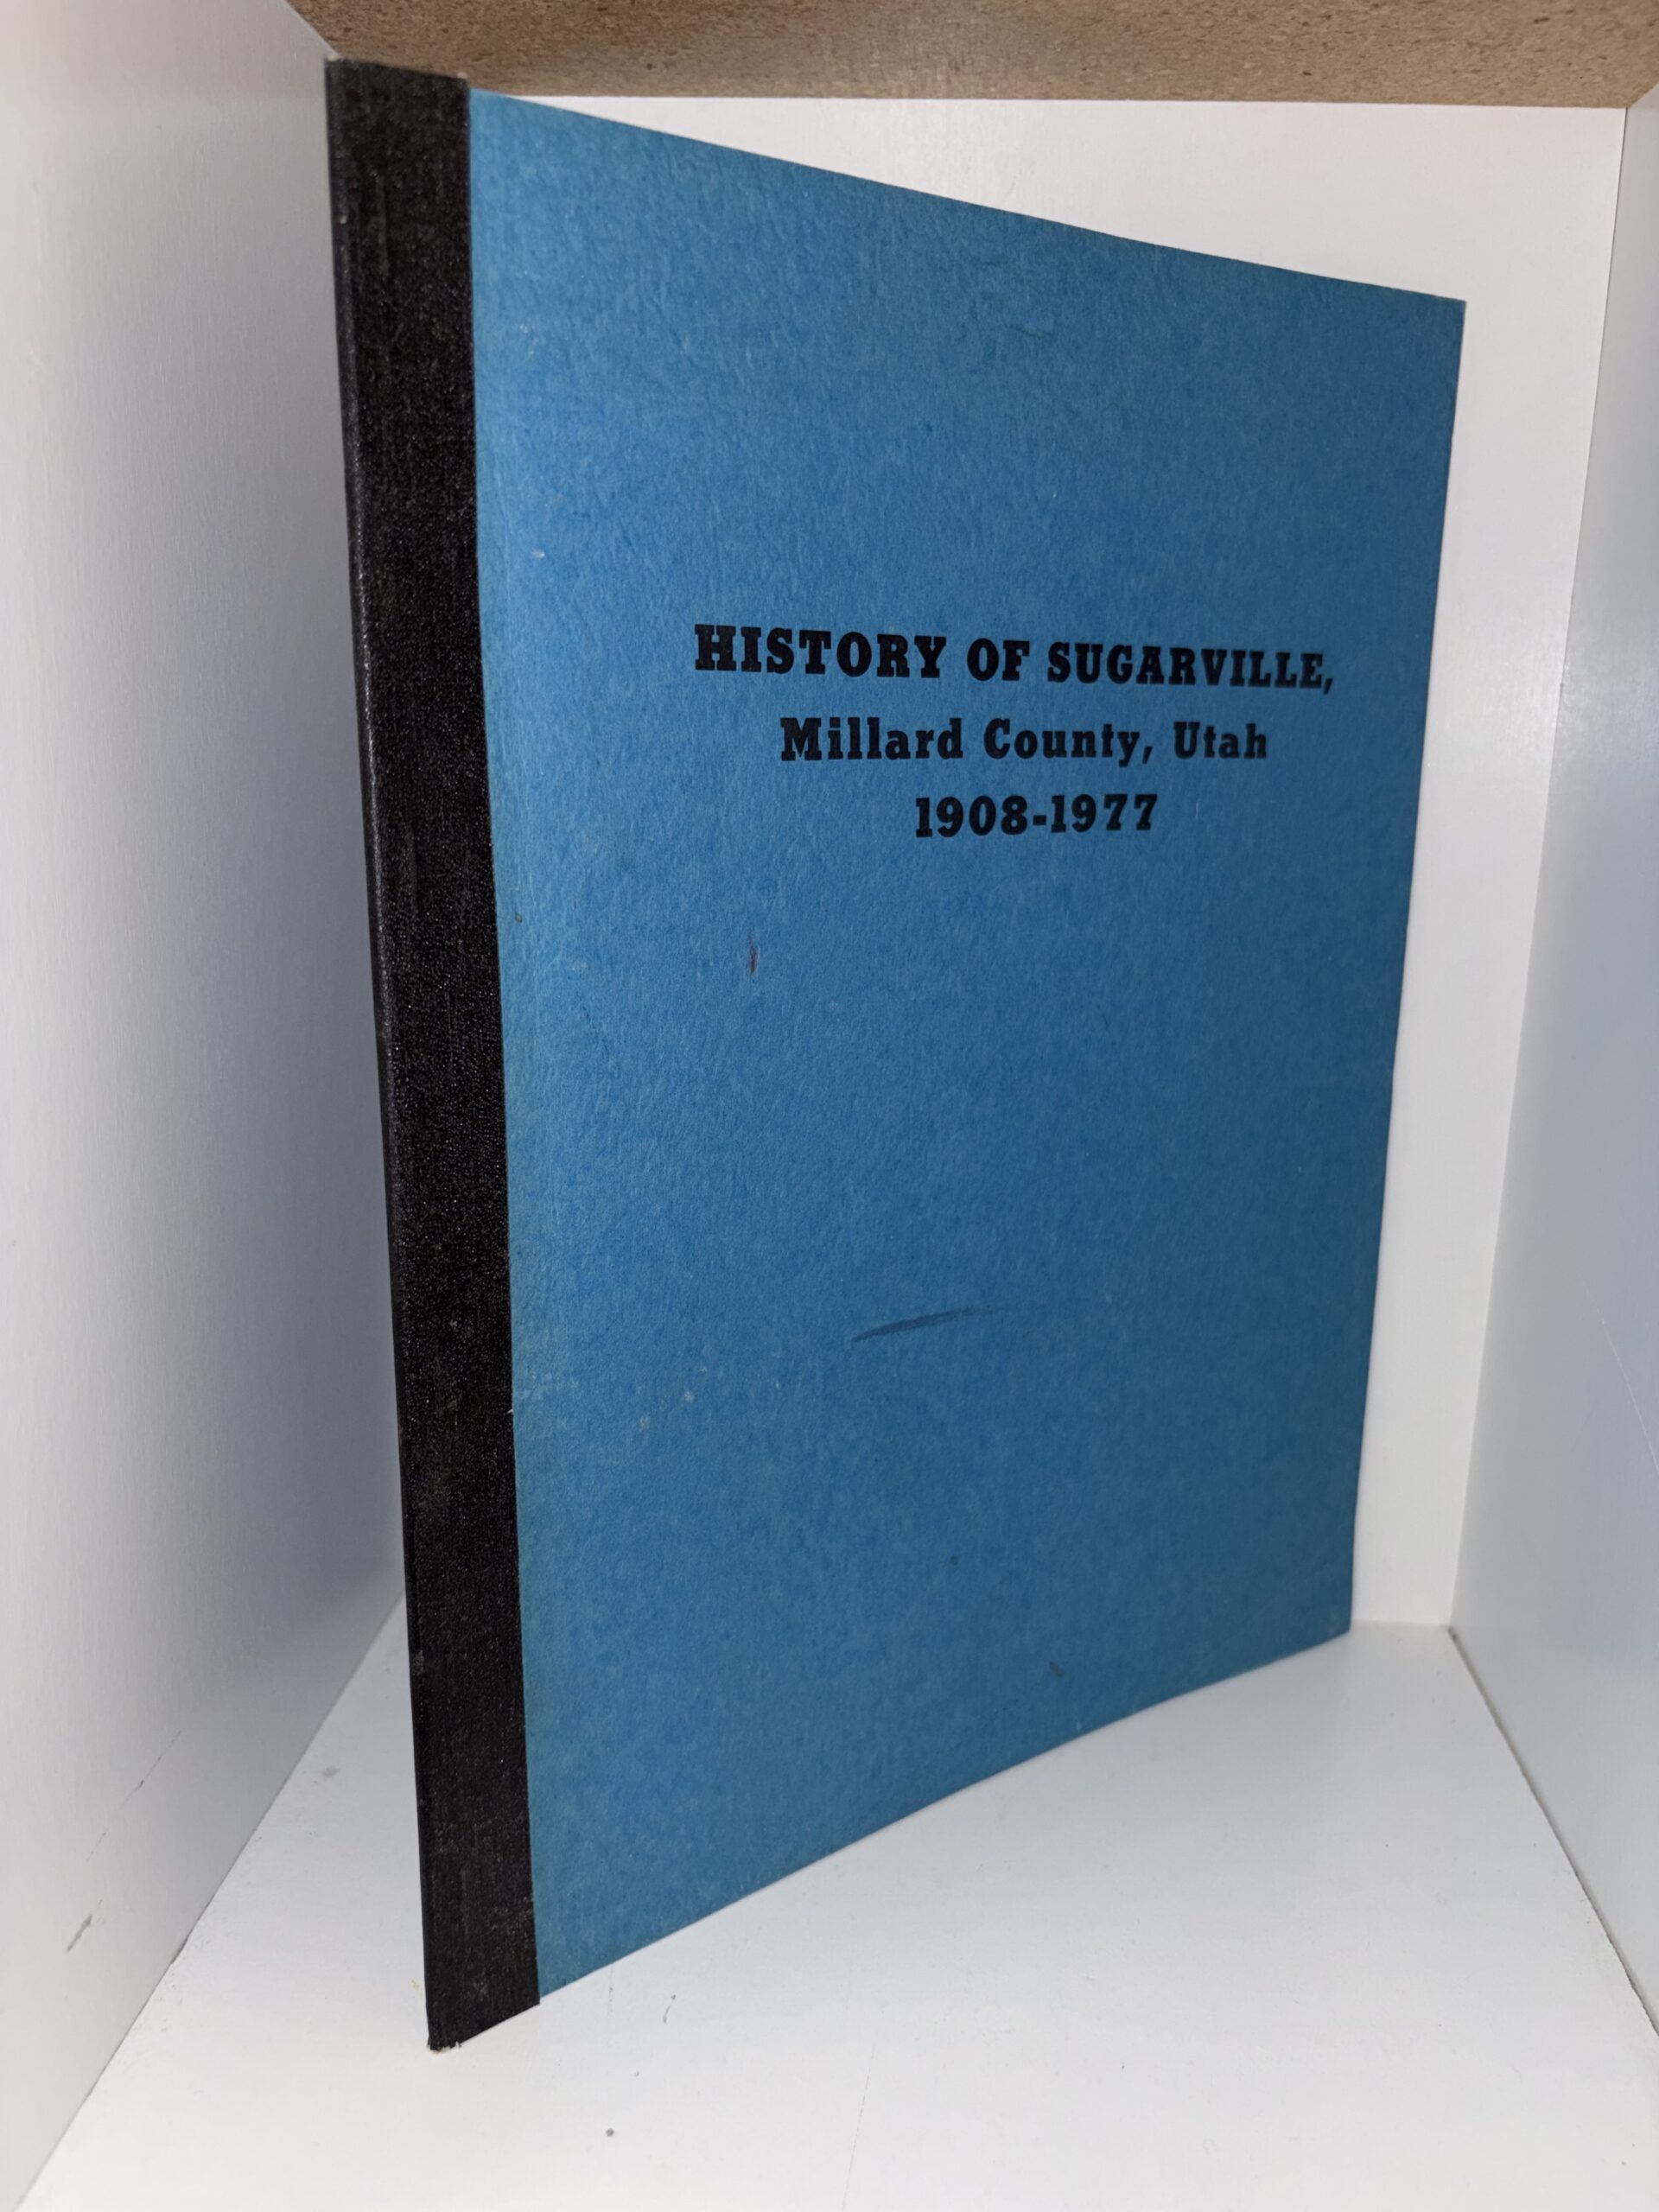 HISTORY OF SUGARVILLE,
Millard County, Utah
1908-1977